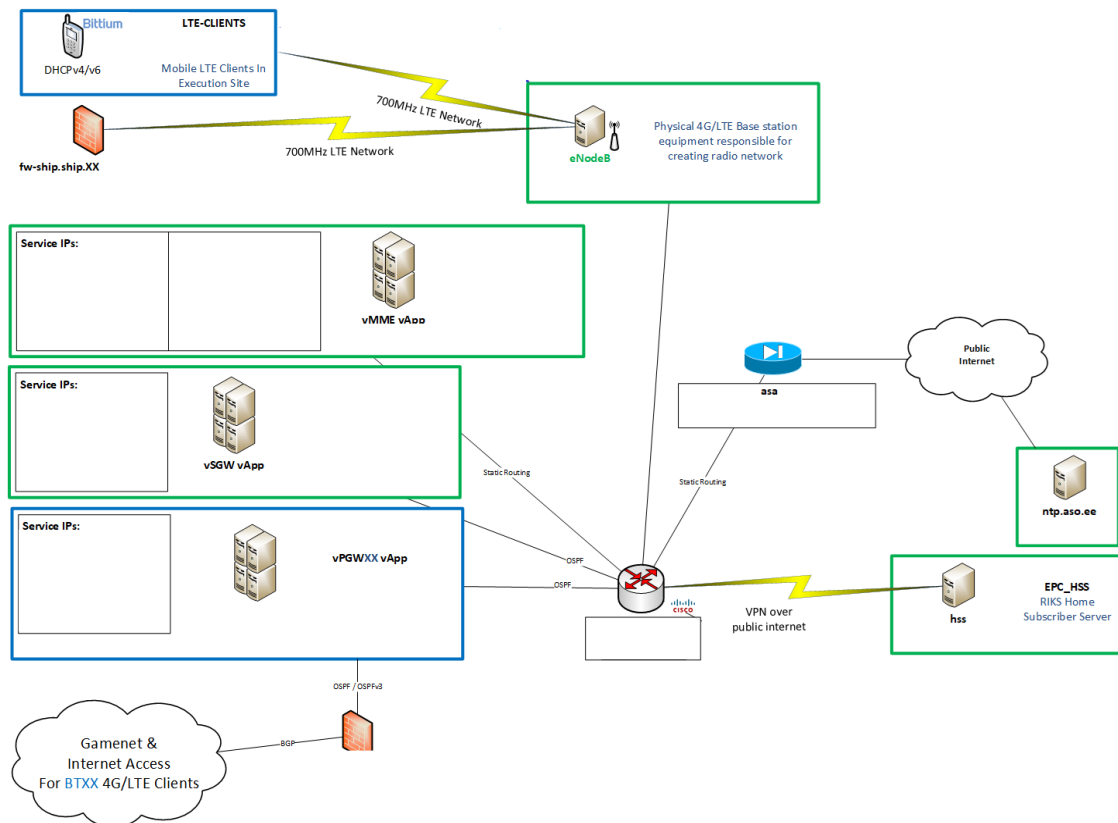 Bittium
LTE-CLIENTS
DHCPv4/v6
Mobile LTE Clients In
Execution Site
700MHz LTE Network
700MHz LTE Network
fw-ship.ship.XX
eNodeB
Physical 4G/LTE Base station
equipment responsible for
creating radio network
Service IPs:
vMME vApp
Service IPs:
vSGW vApp
Static Routing
asa
Public
Internet
Static Routing
ntp.aso.ee
Service IPs:
vPGWXX vApp
OSPF
OSPF
CISCO
VPN over
public internet
hss
EPC_HSS
RIKS Home
Subscriber Server
OSPF / OSPFv3
BGP
Gamenet &
Internet Access
For BTXX 4G/LTE Clients